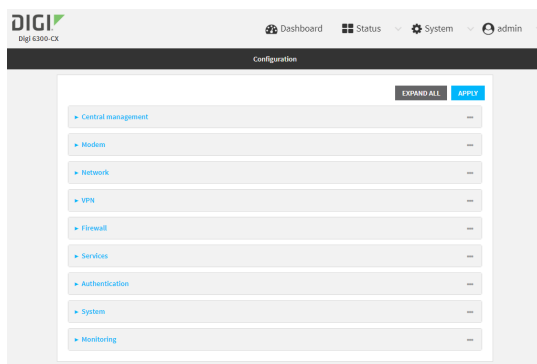 DIGI
Digi 6300-CX
Dashboard Status System admin
Configuration
EXPAND ALL APPLY
Central management
Modem
Network
VPN
Firewall
Services
Authentication
System
Monitoring